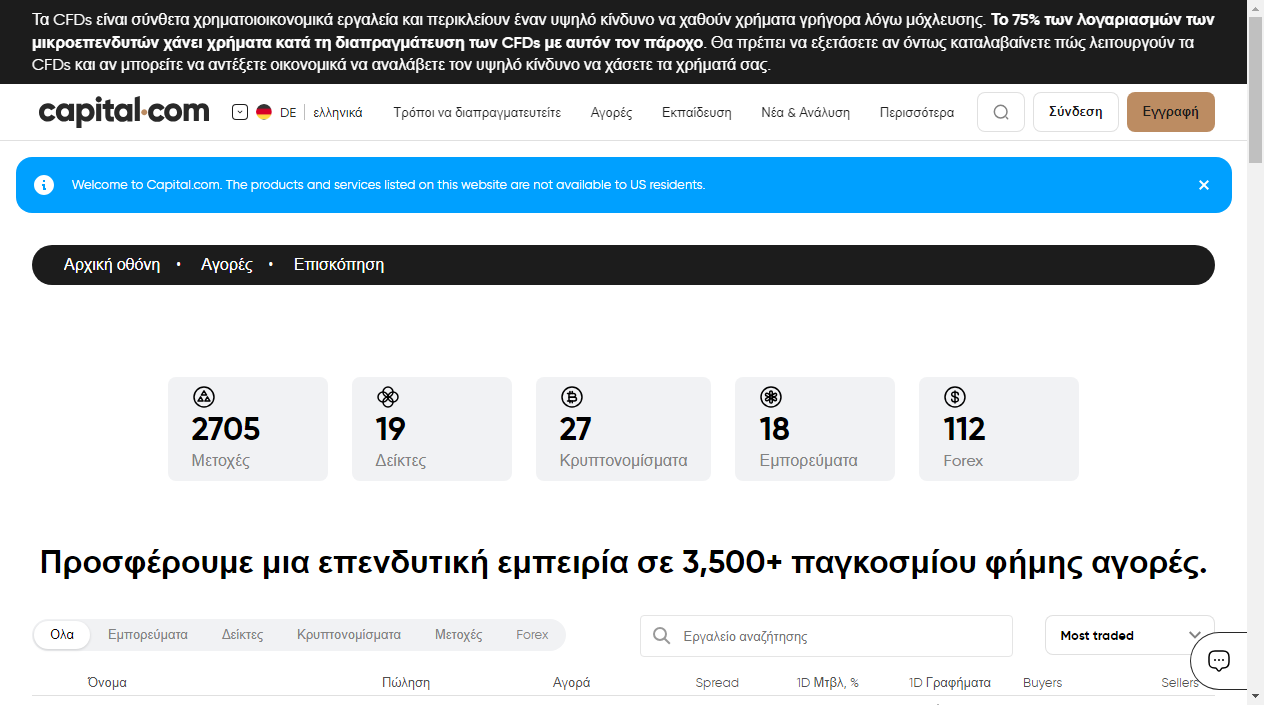 Τα CFDs είναι σύνθετα χρηματοιοικονομικά εργαλεία και περικλείουν έναν υψηλό κίνδυνο να χαθούν χρήματα γρήγορα λόγω μόχλευσης. Το 75% των λογαριασμών των
μικροεπενδυτών χάνει χρήματα κατά τη διαπραγμάτευση των CFDs με αυτόν τον πάροχο. Θα πρέπει να εξετάσετε αν όντως καταλαβαίνετε πώς λειτουργούν τα
CFDs και αν μπορείτε να αντέξετε οικονομικά να αναλάβετε τον υψηλό κίνδυνο να χάσετε τα χρήματά σας.
capital.com DE ελληνικά Τρόποι να διαπραγματευτείτε Αγορές Εκπαίδευση Νέα & Ανάλυση Περισσότερα Σύνδεση Εγγραφή
Welcome to Capital.com. The products and services listed on this website are not available to US residents.
Αρχική οθόνη • Αγορές • Επισκόπηση
2705 19 27 18 112
Μετοχές Δείκτες Κρυπτονομίσματα Εμπορεύματα Forex
Προσφέρουμε μια επενδυτική εμπειρία σε 3,500+ παγκοσμίου φήμης αγορές.
Ολα Εμπορεύματα Δείκτες Κρυπτονομίσματα Μετοχές Forex Εργαλείο αναζήτησης Most traded
Όνομα Πώληση Αγορά Spread 1D Μτβλ, % 1D Γραφήματα Buyers Sellers